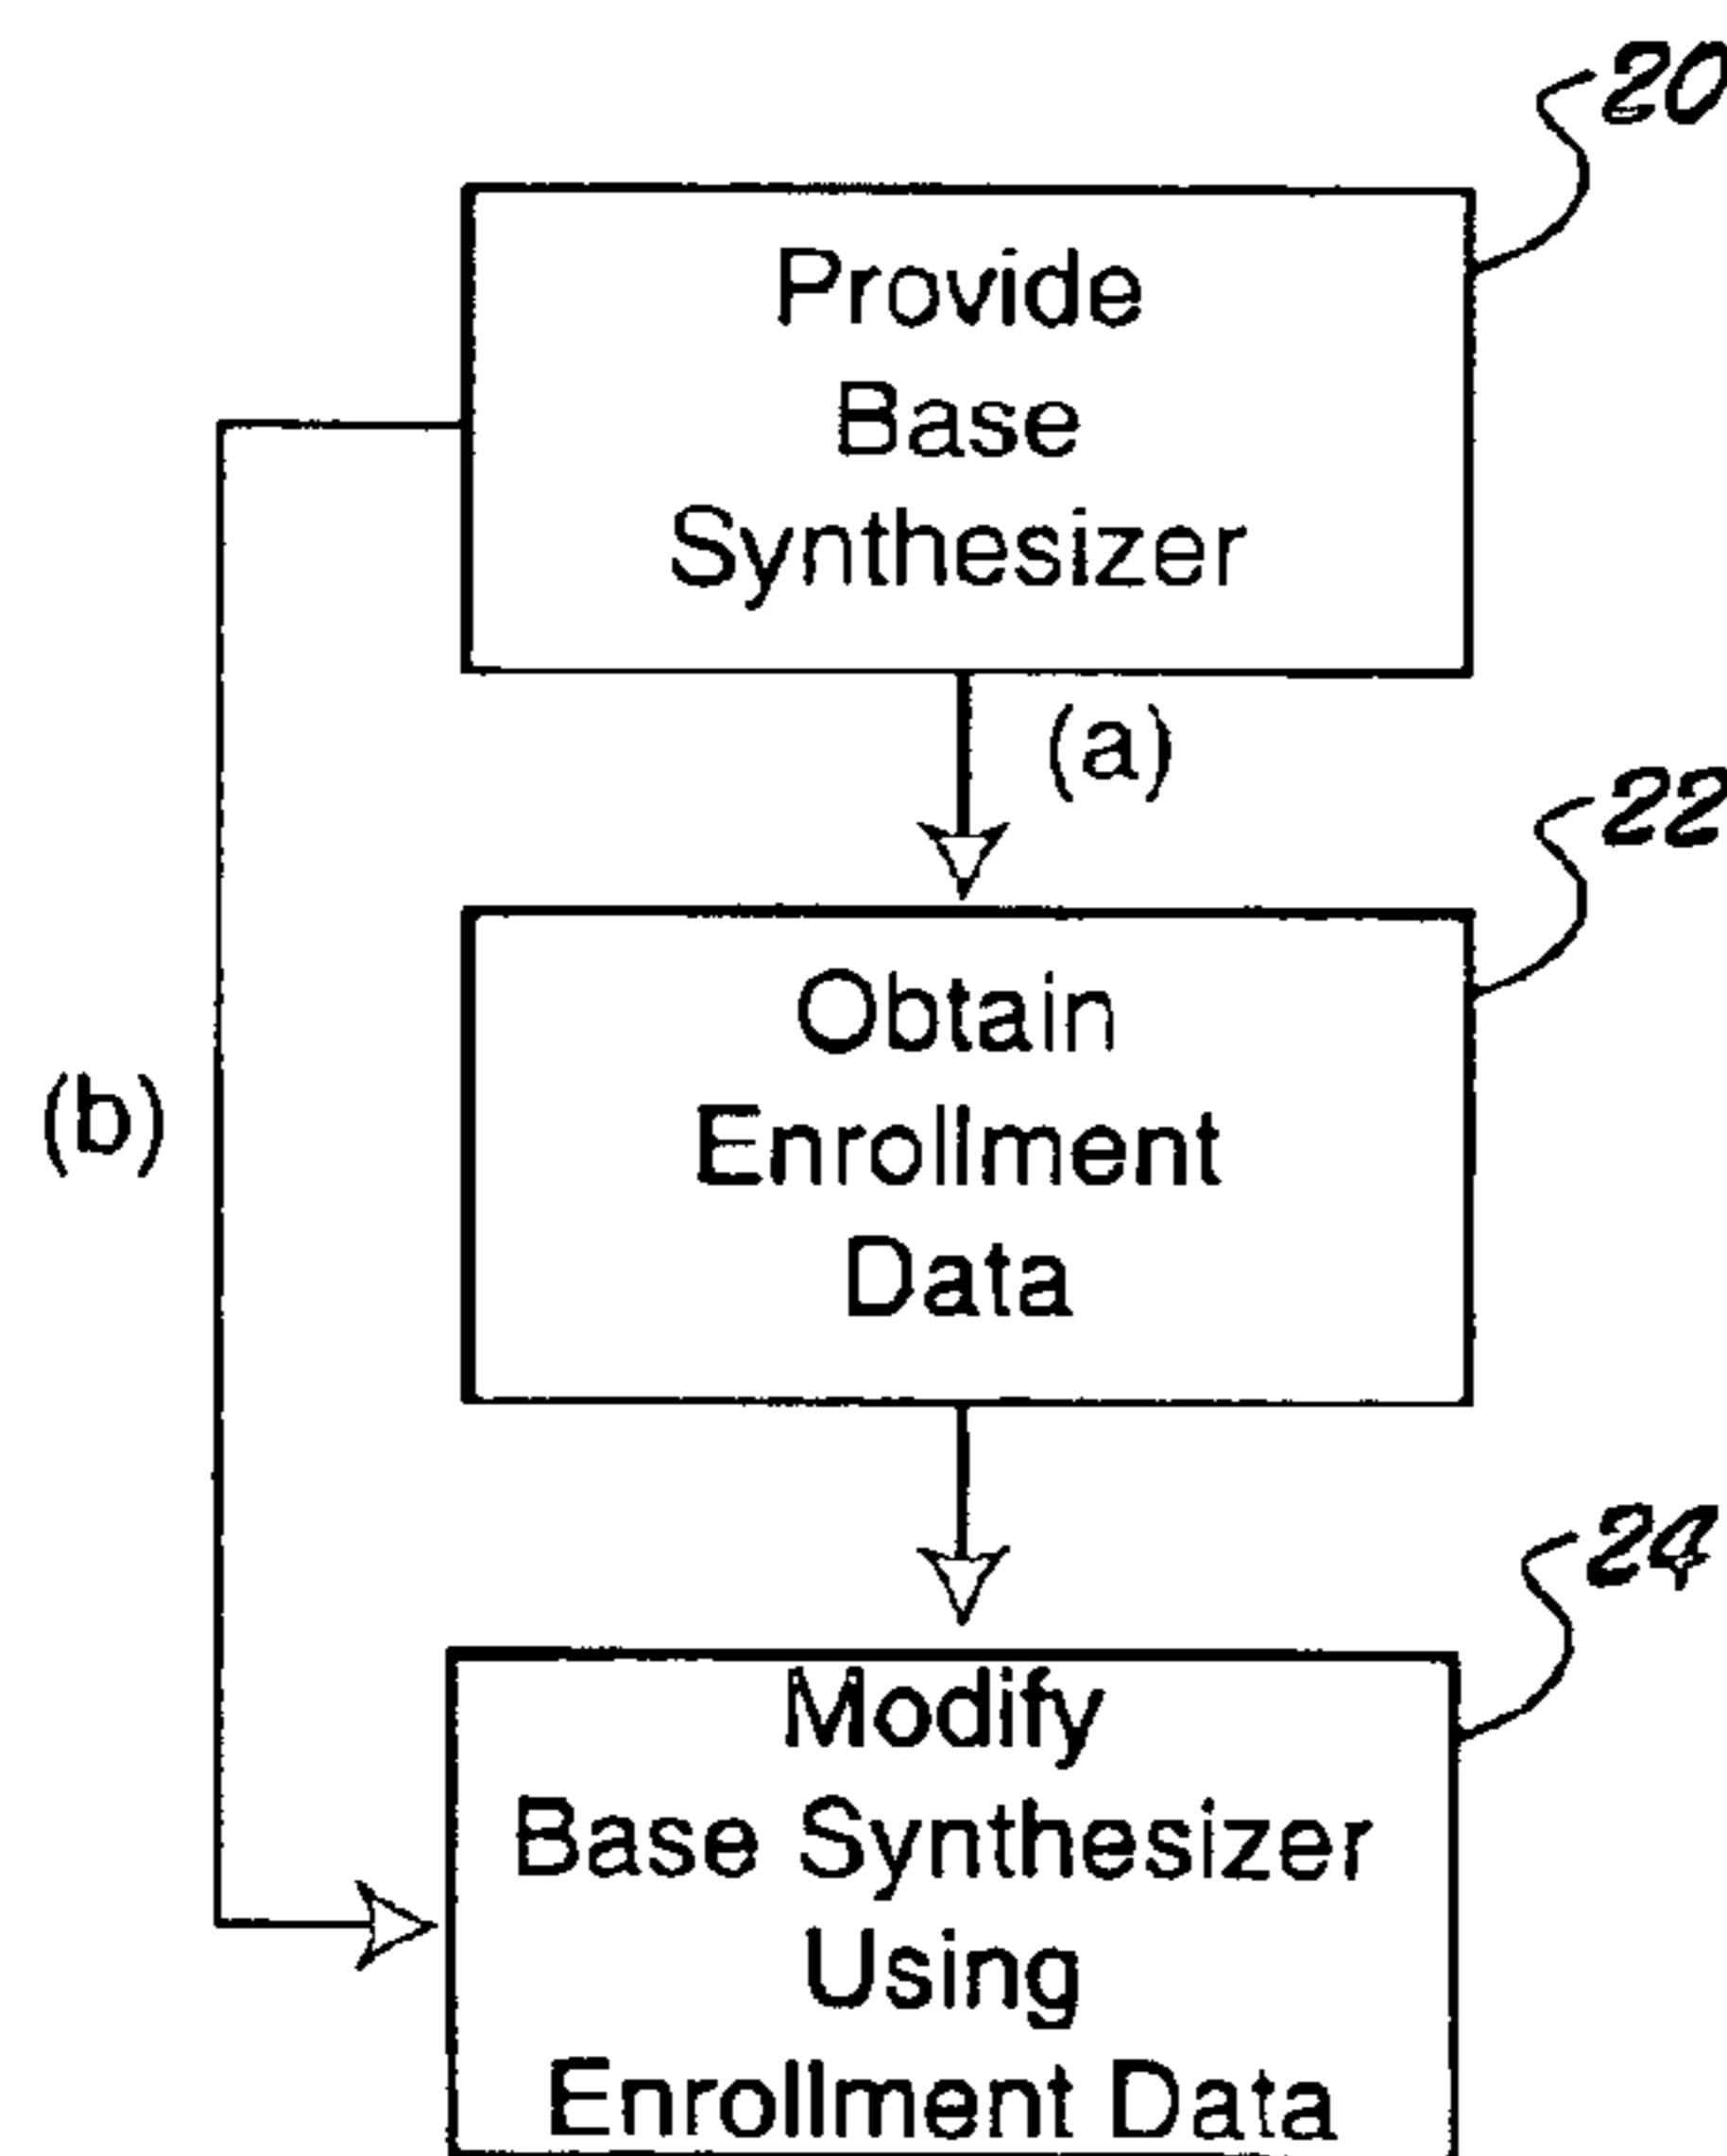 20
Provide
Base
Synthesizer
(a)
22
Obtain
Enrollment
Data
(b)
24
Modify
Base Synthesizer
Using
Enrollment Data